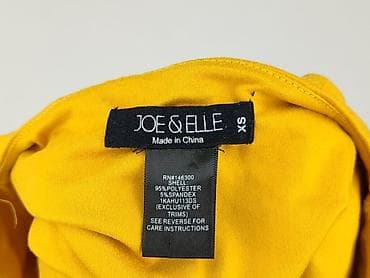 JOE & ELLE
XS
Made in China
RN#146300
SHELL:
95%POLYESTER
5%SPANDEX
1KAHU113DS
(EXCLUSIVE OF
TRIMS)
SEE REVERSE FOR
CARE INSTRUCTIONS